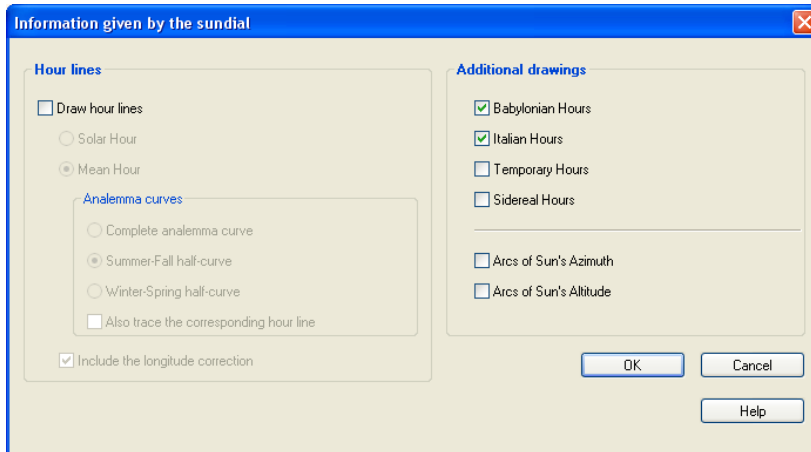 Information given by the sundial
Hour lines
Draw hour lines
Solar Hour
Mean Hour
Analemma curves
Complete analemma curve
Summer-Fall half-curve
Winter-Spring half-curve
Also trace the corresponding hour line
Include the longitude correction
Additional drawings
Babylonian Hours
Italian Hours
Temporary Hours
Sidereal Hours
Arcs of Sun's Azimuth
Arcs of Sun's Altitude
OK
Cancel
Help